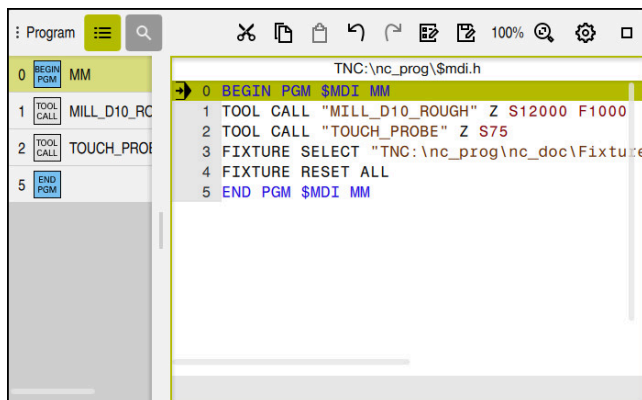 Program
100%
TNC:\nc_prog\$mdi.h
0 BEGIN PGM MM
1 TOOL CALL MILL_D10_RO
2 TOOL CALL TOUCH_PROB
5 END PGM
0 BEGIN PGM $MDI MM
1 TOOL CALL "MILL_D10_ROUGH" Z S12000 F1000
2 TOOL CALL "TOUCH_PROBE" Z S75
3 FIXTURE SELECT "TNC:\nc_prog\nc_doc\Fixture
4 FIXTURE RESET ALL
5 END PGM $MDI MM